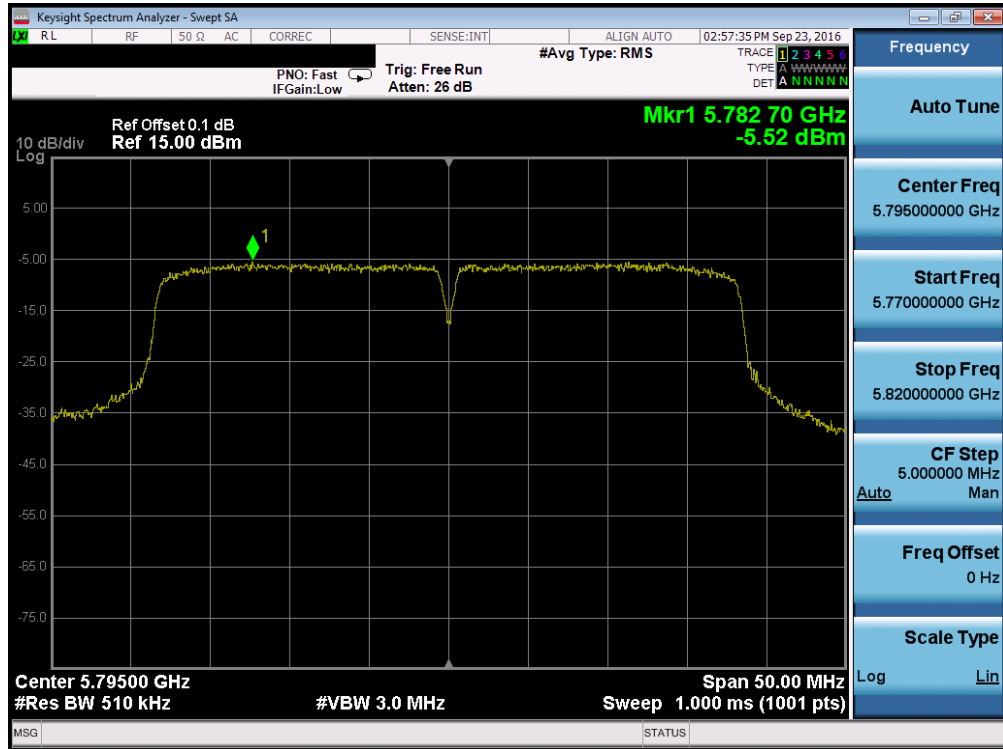 Keysight Spectrum Analyzer - Swept SA
LXI RL RF 50 Ω AC CORREC SENSE:INT ALIGN AUTO 02:57:35 PM Sep 23, 2016
#Avg Type: RMS
TRACE 1 2 3 4 5 6
TYPE A WWWWW
DET A N N N N N
PNO: Fast
IFGain:Low
Trig: Free Run
Atten: 26 dB
Mkr1 5.782 70 GHz
-5.52 dBm
10 dB/div
Log
Ref Offset 0.1 dB
Ref 15.00 dBm
1
5.00
-5.00
-15.0
-25.0
-35.0
-45.0
-55.0
-65.0
-75.0
Center 5.79500 GHz
#Res BW 510 kHz
#VBW 3.0 MHz
Span 50.00 MHz
Sweep 1.000 ms (1001 pts)
MSG
STATUS
Frequency
Auto Tune
Center Freq
5.795000000 GHz
Start Freq
5.770000000 GHz
Stop Freq
5.820000000 GHz
CF Step
5.000000 MHz
Auto Man
Freq Offset
0 Hz
Scale Type
Log Lin